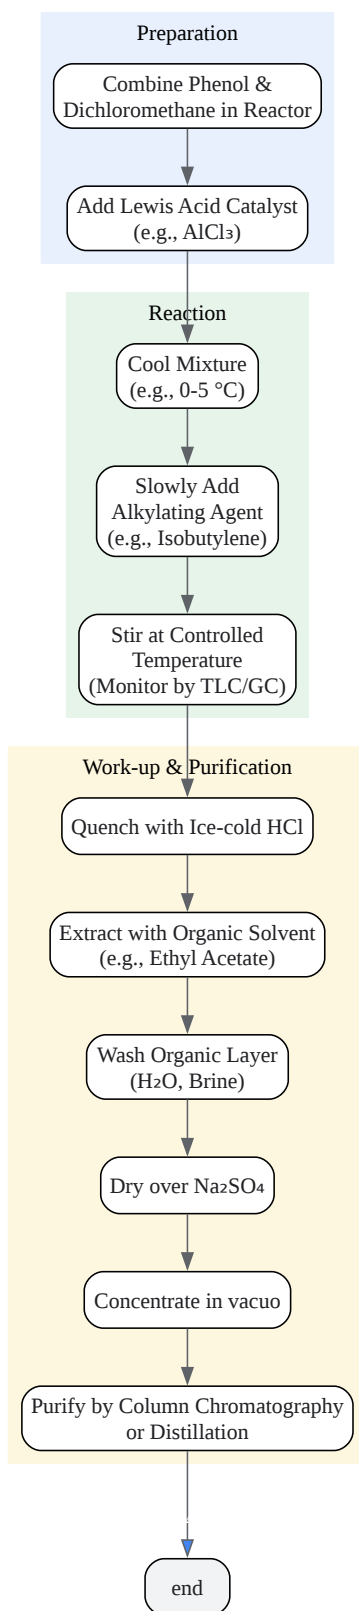 Preparation
Combine Phenol &
Dichloromethane in Reactor
Add Lewis Acid Catalyst
(e.g., AlCl₃)
Reaction
Cool Mixture
(e.g., 0-5 °C)
Slowly Add
Alkylating Agent
(e.g., Isobutylene)
Stir at Controlled
Temperature
(Monitor by TLC/GC)
Work-up & Purification
Quench with Ice-cold HCl
Extract with Organic Solvent
(e.g., Ethyl Acetate)
Wash Organic Layer
(H₂O, Brine)
Dry over Na₂SO₄
Concentrate in vacuo
Purify by Column Chromatography
or Distillation
end